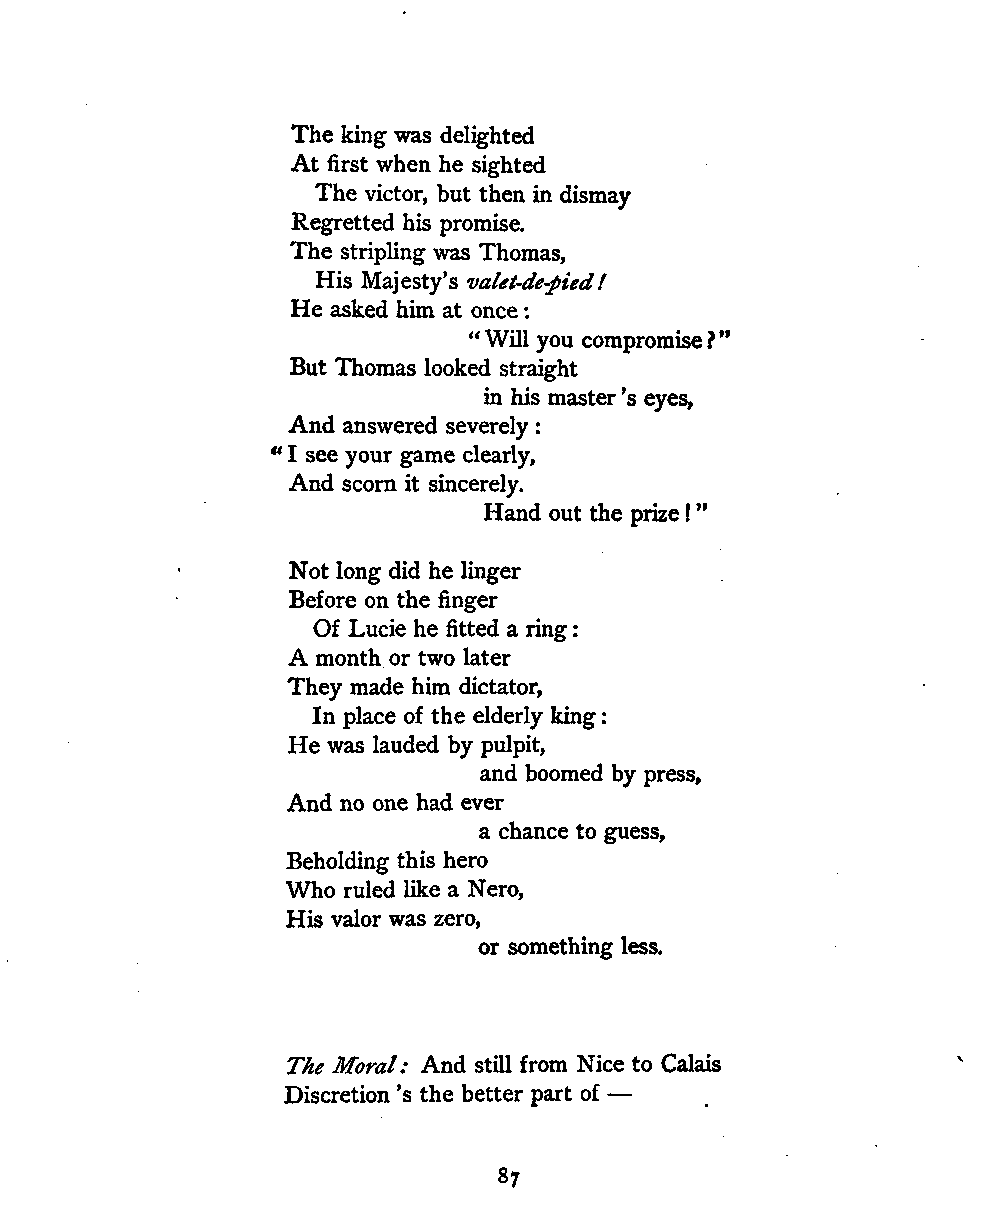 The king was delighted
At first when he sighted
The victor, but then in dismay
Regretted his promise.
The stripling was Thomas,
His Majesty's valet-de-pied!
He asked him at once:
"Will you compromise?"
But Thomas looked straight
in his master's eyes,
And answered severely:
"I see your game clearly,
And scorn it sincerely.
Hand out the prize!"
Not long did he linger
Before on the finger
Of Lucie he fitted a ring:
A month or two later
They made him dictator,
In place of the elderly king:
He was lauded by pulpit,
and boomed by press,
And no one had ever
a chance to guess,
Beholding this hero
Who ruled like a Nero,
His valor was zero,
or something less.
The Moral: And still from Nice to Calais
Discretion 's the better part of —
87